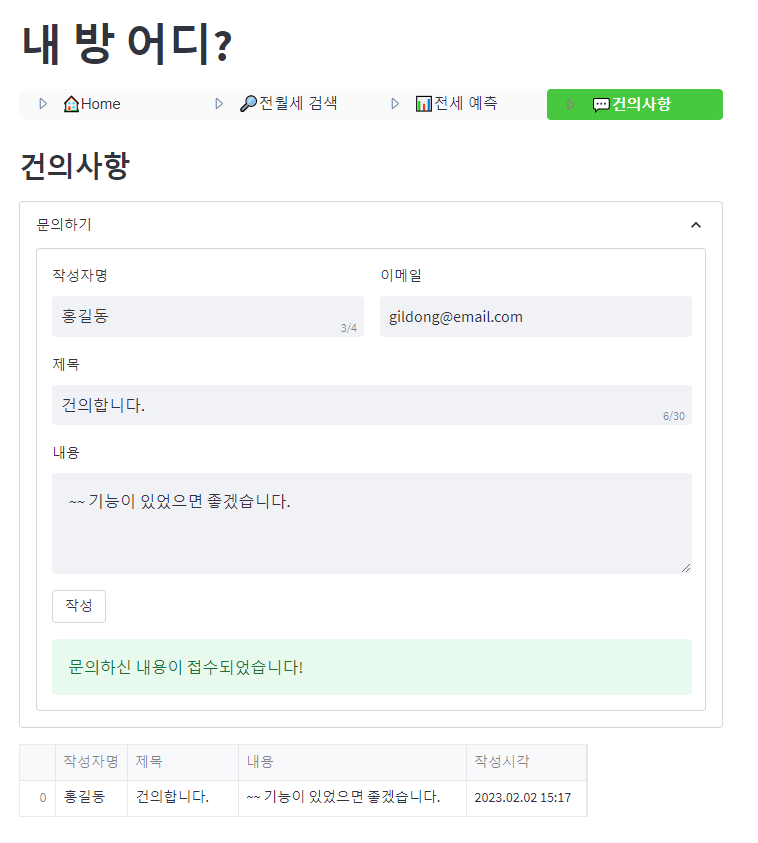 내 방 어디?
🏠Home 🔎전월세 검색 📊전세 예측 💬건의사항
건의사항
문의하기
작성자명 이메일
홍길동 3/4 gildong@email.com
제목
건의합니다. 6/30
내용
~~ 기능이 있었으면 좋겠습니다.
작성
문의하신 내용이 접수되었습니다!
작성자명 제목 내용 작성시각
0 홍길동 건의합니다. ~~ 기능이 있었으면 좋겠습니다. 2023.02.02 15:17